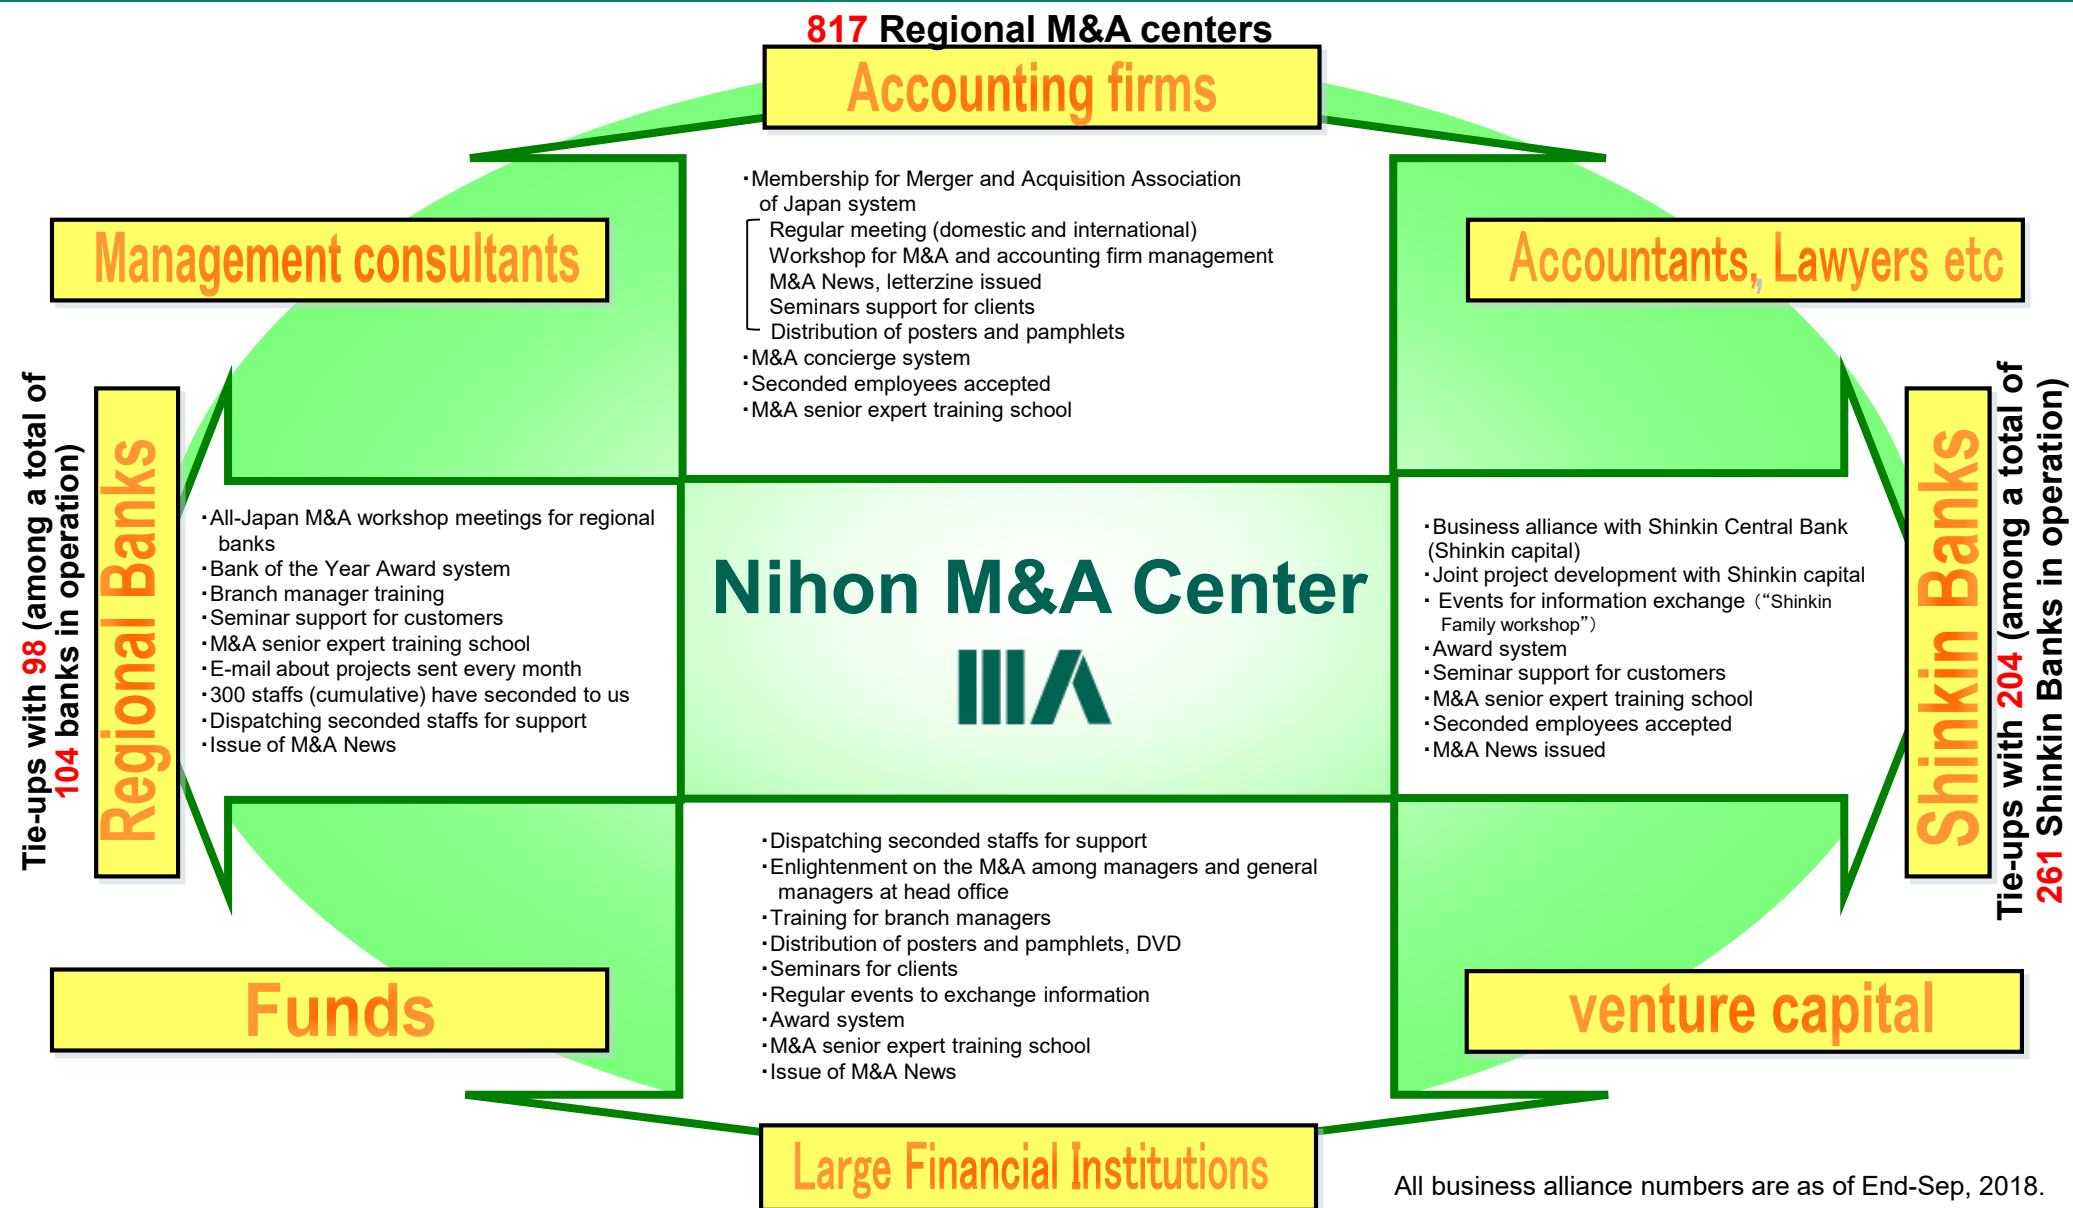 817 Regional M&A centers
Accounting firms
Management consultants
Accountants, Lawyers etc
・Membership for Merger and Acquisition Association
of Japan system
Regular meeting (domestic and international)
Workshop for M&A and accounting firm management
M&A News, letterzine issued
Seminars support for clients
Distribution of posters and pamphlets
・M&A concierge system
・Seconded employees accepted
・M&A senior expert training school
Tie-ups with 98 (among a total of
104 banks in operation)
Regional Banks
・All-Japan M&A workshop meetings for regional
banks
・Bank of the Year Award system
・Branch manager training
・Seminar support for customers
・M&A senior expert training school
・E-mail about projects sent every month
・300 staffs (cumulative) have seconded to us
・Dispatching seconded staffs for support
・Issue of M&A News
Nihon M&A Center
・Business alliance with Shinkin Central Bank
(Shinkin capital)
・Joint project development with Shinkin capital
・ Events for information exchange（“Shinkin
Family workshop”）
・Award system
・Seminar support for customers
・M&A senior expert training school
・Seconded employees accepted
・M&A News issued
Shinkin Banks
Tie-ups with 204 (among a total of
261 Shinkin Banks in operation)
・Dispatching seconded staffs for support
・Enlightenment on the M&A among managers and general
managers at head office
・Training for branch managers
・Distribution of posters and pamphlets, DVD
・Seminars for clients
・Regular events to exchange information
・Award system
・M&A senior expert training school
・Issue of M&A News
Funds
venture capital
Large Financial Institutions
All business alliance numbers are as of End-Sep, 2018.